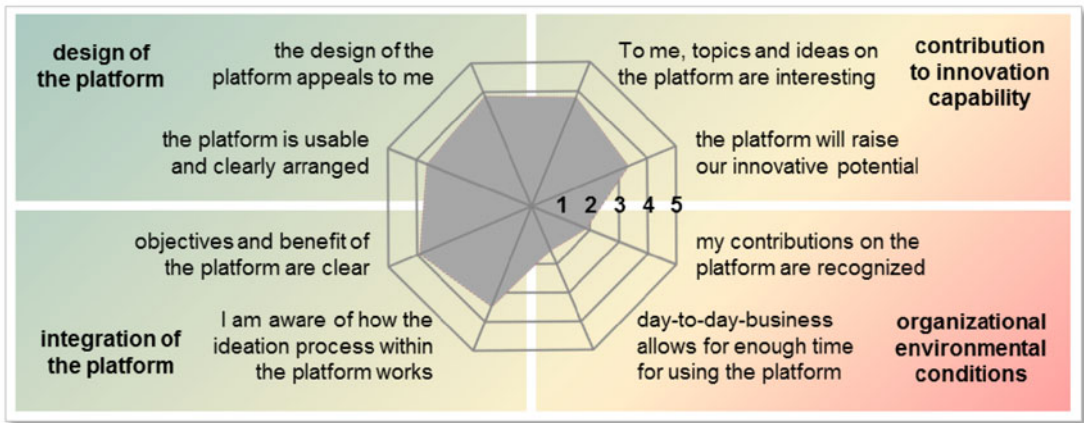 design of
the platform
the design of the
platform appeals to me
the platform is usable
and clearly arranged
To me, topics and ideas on
the platform are interesting
contribution
to innovation
capability
the platform will raise
our innovative potential
1 2 3 4 5
objectives and benefit of
the platform are clear
integration of
the platform
I am aware of how the
ideation process within
the platform works
my contributions on the
platform are recognized
day-to-day-business
allows for enough time
for using the platform
organizational
environmental
conditions